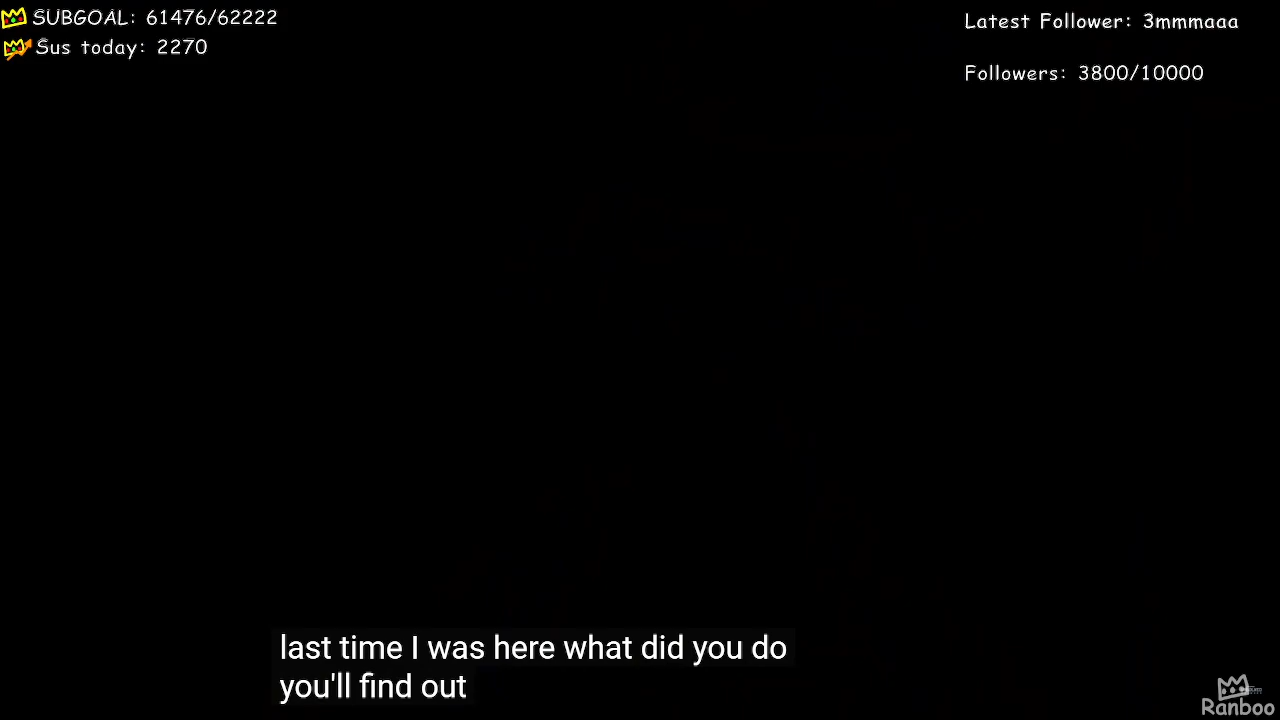 SUBGOAL: 61476/62222
Sus today: 2270
Latest Follower: 3mmmaaa
Followers: 3800/10000
last time I was here what did you do
you'll find out
Ranboo